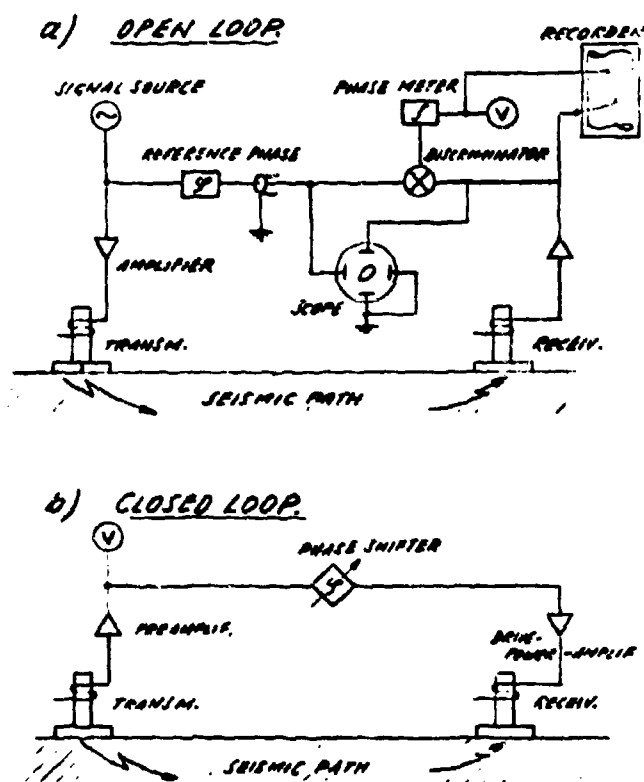 a) OPEN LOOP.
RECORDER
SIGNAL SOURCE
PHASE METER
V
REFERENCE PHASE
φ
DISCRIMINATOR
AMPLIFIER
SCOPE
TRANSM.
RECEIV.
SEISMIC PATH
b) CLOSED LOOP.
V
PHASE SHIFTER
φ
PREAMPLIF.
DRIVE-
POWER-AMPLIF
TRANSM.
RECEIV.
SEISMIC PATH